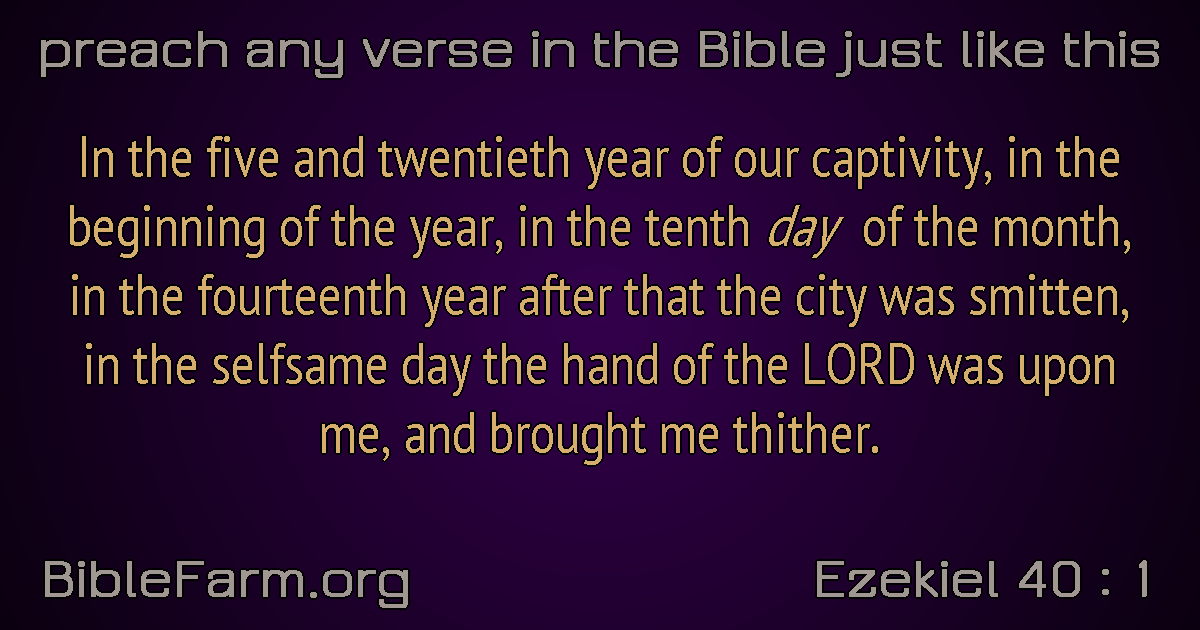 preach any verse in the Bible just like this
In the five and twentieth year of our captivity, in the
beginning of the year, in the tenth day of the month,
in the fourteenth year after that the city was smitten,
in the selfsame day the hand of the LORD was upon
me, and brought me thither.
BibleFarm.org
Ezekiel 40 : 1